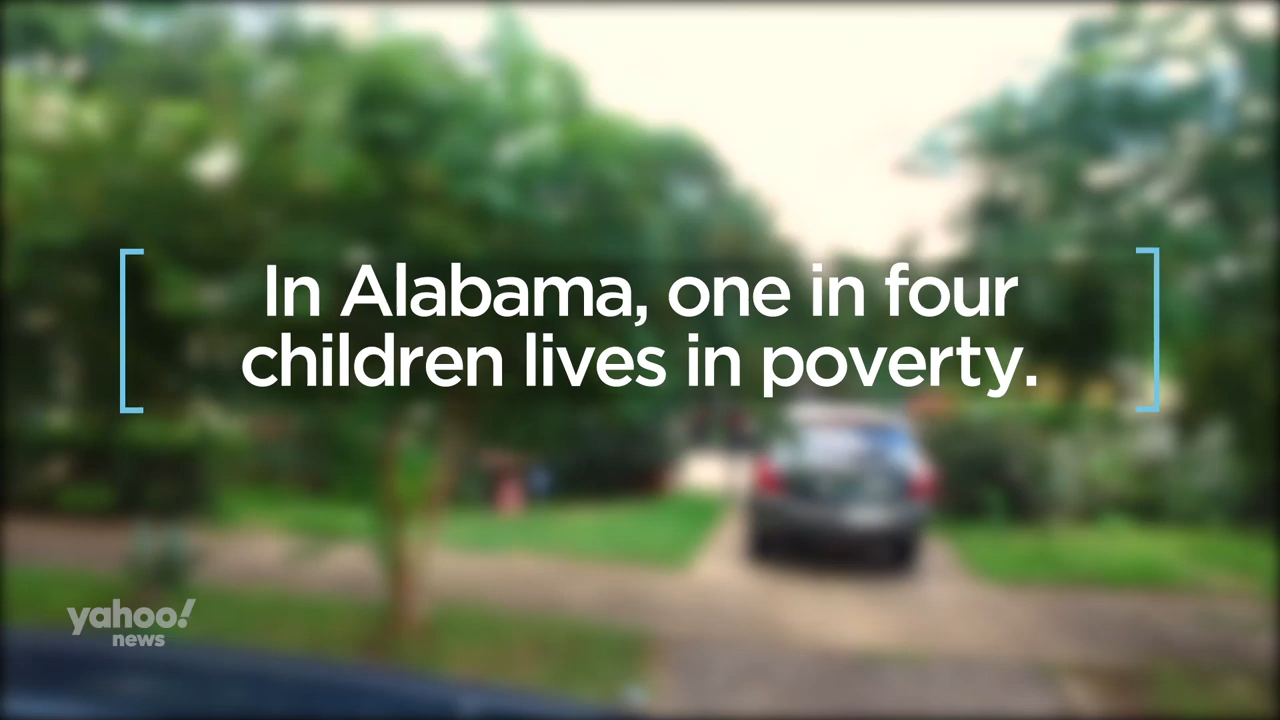 In Alabama, one in four
children lives in poverty.
yahoo!
news